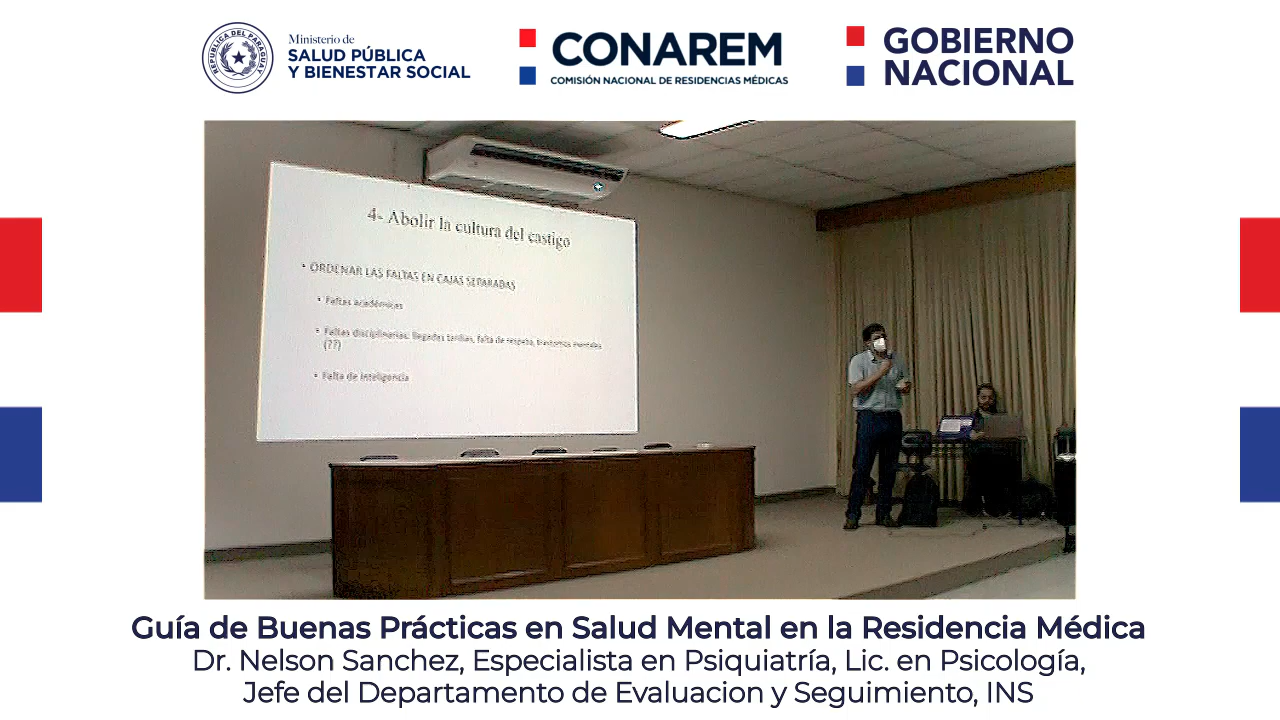 REPÚBLICA DEL PARAGUAY
Ministerio de
SALUD PÚBLICA
Y BIENESTAR SOCIAL
CONAREM
COMISIÓN NACIONAL DE RESIDENCIAS MÉDICAS
GOBIERNO
NACIONAL
4- Abolir la cultura del castigo
• ORDENAR LAS FALTAS EN CAJAS SEPARADAS
• Faltas académicas
• Faltas disciplinarias: llegadas tardías, falta de respeto, trastornos mentales
(??)
• Falta de inteligencia
Guía de Buenas Prácticas en Salud Mental en la Residencia Médica
Dr. Nelson Sanchez, Especialista en Psiquiatría, Lic. en Psicología,
Jefe del Departamento de Evaluacion y Seguimiento, INS